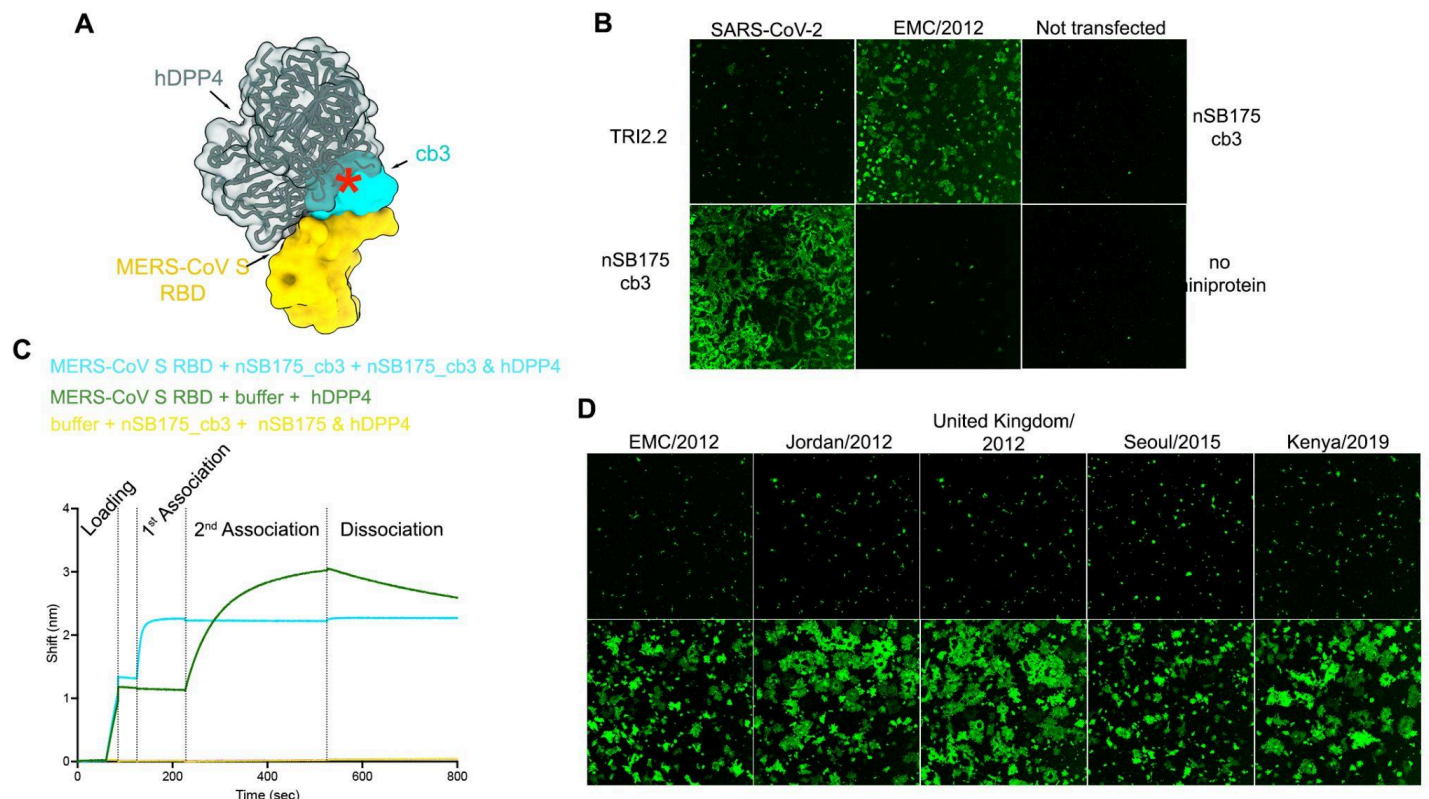 A
hDPP4
cb3
*
MERS-CoV S
RBD
B
SARS-CoV-2
EMC/2012
Not transfected
TRI2.2
nSB175
cb3
nSB175
cb3
no
iniprotein
C
MERS-CoV S RBD + nSB175_cb3 + nSB175_cb3 & hDPP4
MERS-CoV S RBD + buffer + hDPP4
buffer + nSB175_cb3 + nSB175 & hDPP4
Loading
1st Association
2nd Association
Dissociation
Shift (nm)
4
3
2
1
0
0
200
400
600
800
Time (sec)
D
EMC/2012
Jordan/2012
United Kingdom/
2012
Seoul/2015
Kenya/2019